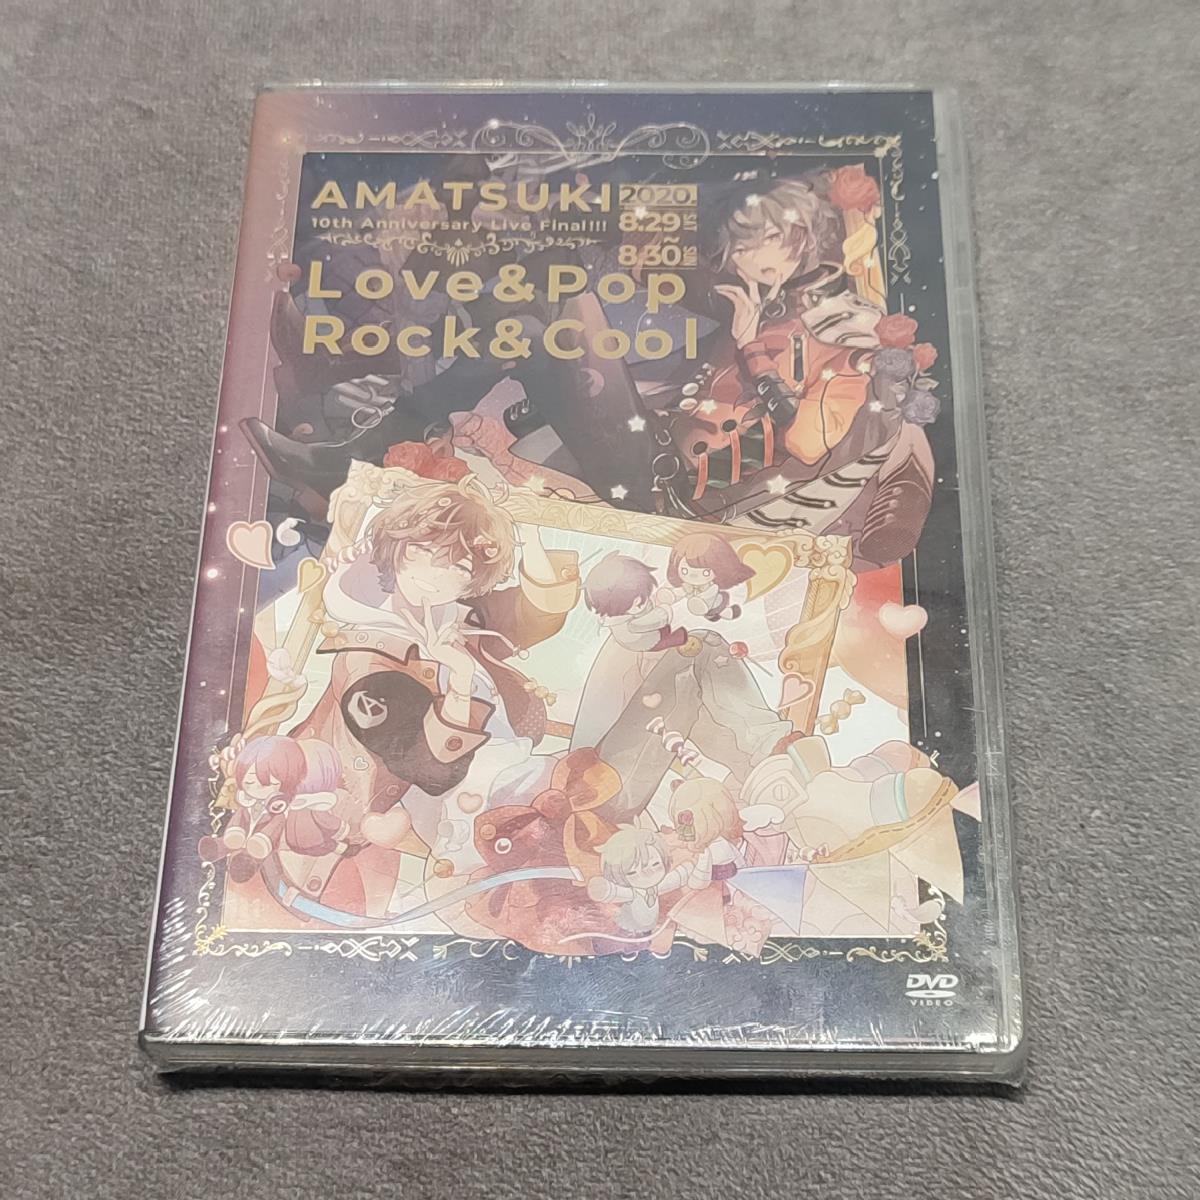 AMATSUKI
10th Anniversary Live Final!!!
2020.
8.29 SAT
~
8.30 SUN
Love&Pop
Rock&Cool
DVD
VIDEO